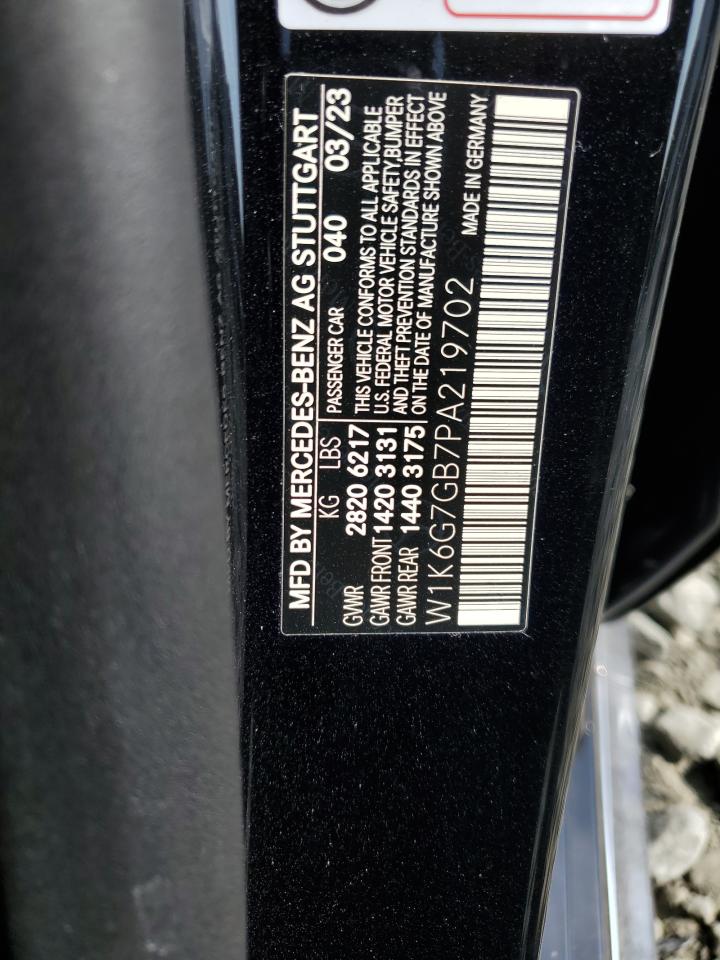 MFD BY MERCEDES-BENZ AG STUTTGART
KG LBS PASSENGER CAR 040 03/23
GVWR 2820 6217 THIS VEHICLE CONFORMS TO ALL APPLICABLE
GAWR FRONT 1420 3131 U.S. FEDERAL MOTOR VEHICLE SAFETY,BUMPER
GAWR REAR 1440 3175 AND THEFT PREVENTION STANDARDS IN EFFECT
ON THE DATE OF MANUFACTURE SHOWN ABOVE
W1K6G7GB7PA219702 MADE IN GERMANY